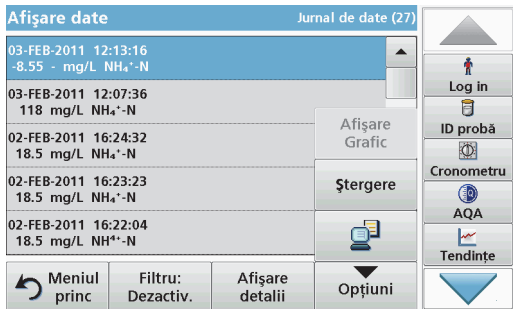 Afişare date
Jurnal de date (27)
03-FEB-2011 12:13:16
-8.55 - mg/L NH₄⁺-N
03-FEB-2011 12:07:36
118 mg/L NH₄⁺-N
02-FEB-2011 16:24:32
18.5 mg/L NH₄⁺-N
02-FEB-2011 16:23:23
18.5 mg/L NH₄⁺-N
02-FEB-2011 16:22:04
18.5 mg/L NH⁴⁺-N
Afişare
Grafic
Ştergere
Meniul
princ
Filtru:
Dezactiv.
Afişare
detalii
Opţiuni
Log in
ID probă
Cronometru
AQA
Tendinţe